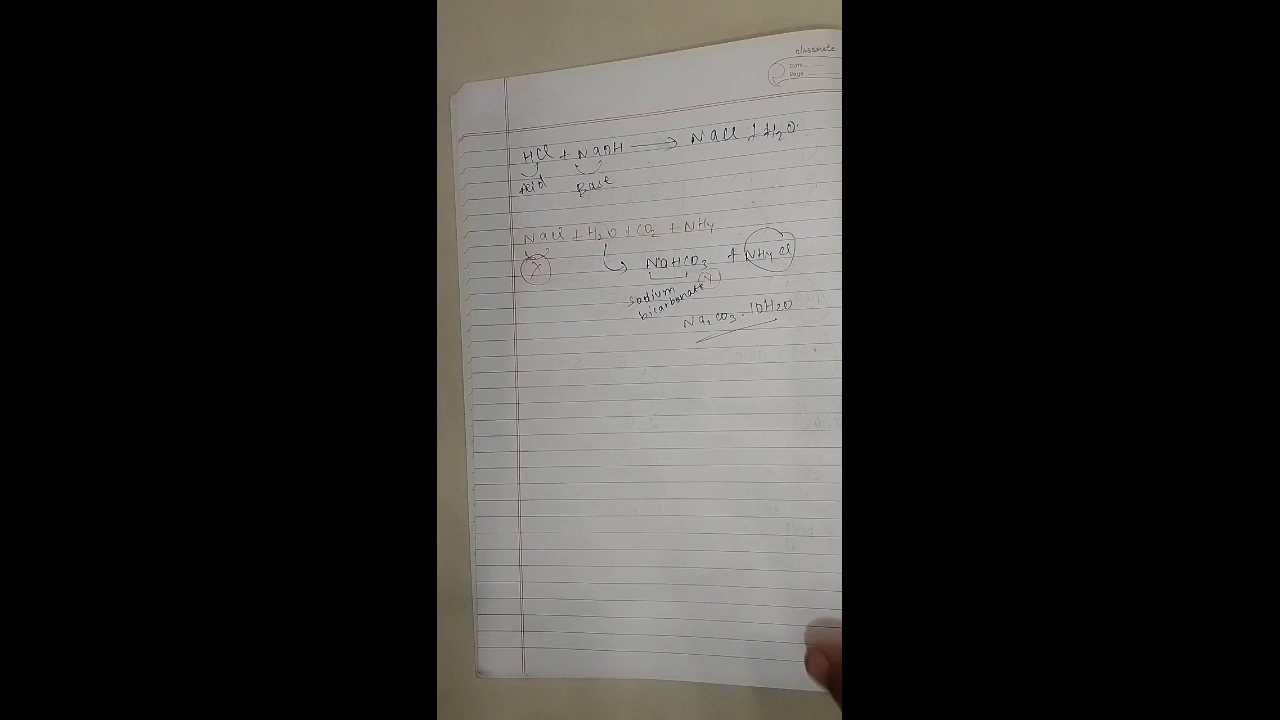 classmate
Date
Page
HCl + NaOH → NaCl + H2O.
Acid Base
NaCl + H2O + CO2 + NH4
X
NaHCO3 + NH4Cl
sodium Y
bicarbonate
Na2CO3.10H2O